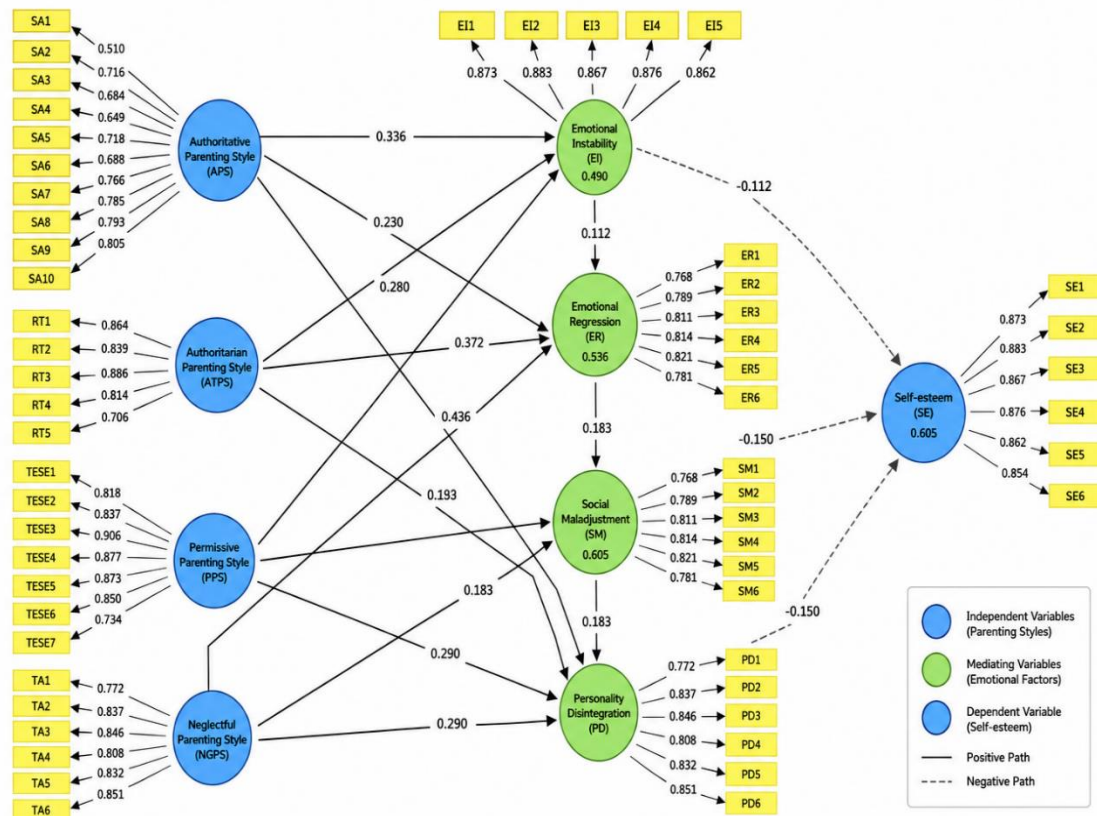 SA1
SA2
SA3
SA4
SA5
SA6
SA7
SA8
SA9
SA10
0.510
0.716
0.684
0.649
0.718
0.688
0.766
0.785
0.793
0.805
Authoritative
Parenting Style
(APS)
RT1
RT2
RT3
RT4
RT5
0.864
0.839
0.886
0.814
0.706
Authoritarian
Parenting Style
(ATPS)
TESE1
TESE2
TESE3
TESE4
TESE5
TESE6
TESE7
0.818
0.837
0.906
0.877
0.873
0.850
0.734
Permissive
Parenting Style
(PPS)
TA1
TA2
TA3
TA4
TA5
TA6
0.772
0.837
0.846
0.808
0.832
0.851
Neglectful
Parenting Style
(NGPS)
0.336
0.230
0.280
0.372
0.436
0.193
0.183
0.290
0.290
EI1
EI2
EI3
EI4
EI5
0.873
0.883
0.867
0.876
0.862
Emotional
Instability
(EI)
0.490
0.112
Emotional
Regression
(ER)
0.536
0.768
0.789
0.811
0.814
0.821
0.781
ER1
ER2
ER3
ER4
ER5
ER6
0.183
Social
Maladjustment
(SM)
0.605
0.768
0.789
0.811
0.814
0.821
0.781
SM1
SM2
SM3
SM4
SM5
SM6
0.183
Personality
Disintegration
(PD)
0.772
0.837
0.846
0.808
0.832
0.851
PD1
PD2
PD3
PD4
PD5
PD6
-0.112
-0.150
-0.150
Self-esteem
(SE)
0.605
0.873
0.883
0.867
0.876
0.862
0.854
SE1
SE2
SE3
SE4
SE5
SE6
Independent Variables
(Parenting Styles)
Mediating Variables
(Emotional Factors)
Dependent Variable
(Self-esteem)
Positive Path
Negative Path